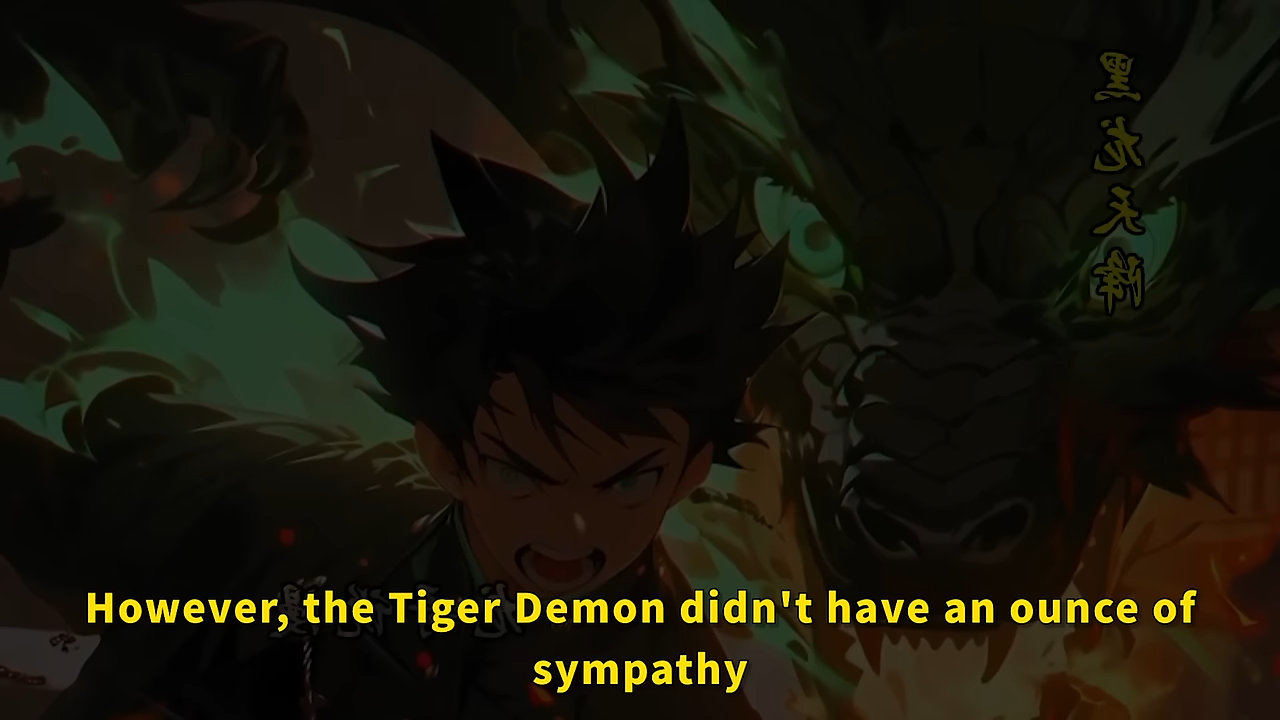 黑龙天降
However, the Tiger Demon didn't have an ounce of
sympathy